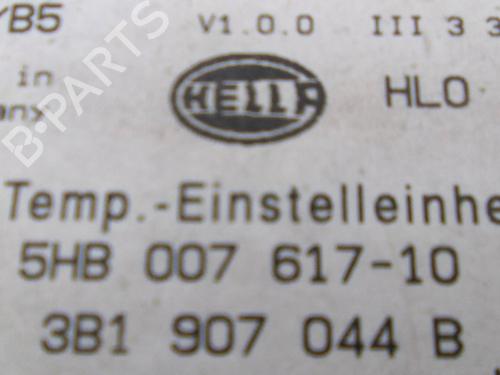 /B5 V1.0.0 III 3 3
in HELLA HLO
any
Temp.-Einstelleinhe
5HB 007 617-10
3B1 907 044 B
B-PARTS